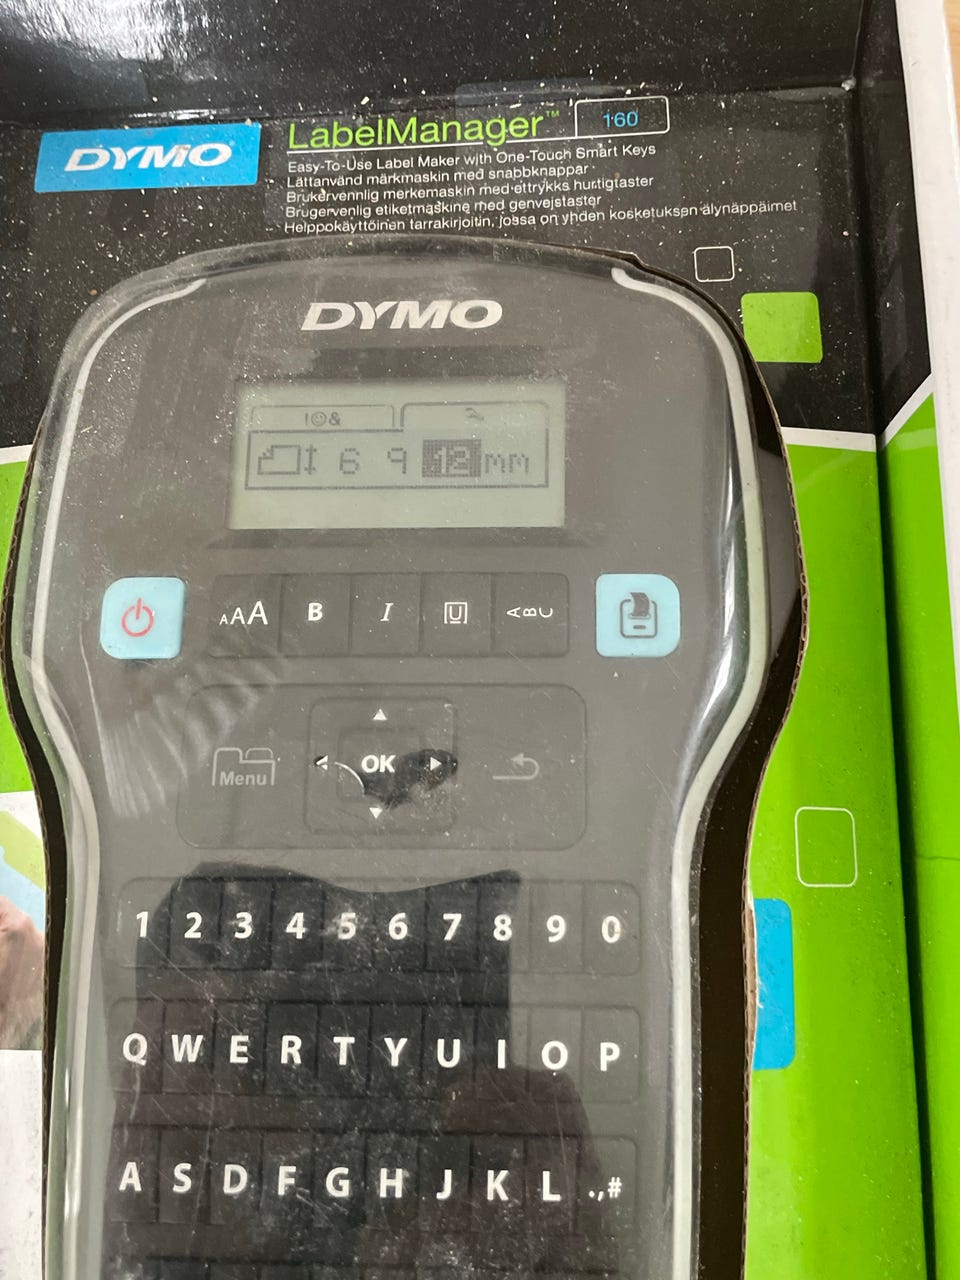 DYMO
LabelManager™ 160
Easy-To-Use Label Maker with One-Touch Smart Keys
Lättanvänd märkmaskin med snabbknappar
Brukervennlig merkemaskin med ettrykks hurtigtaster
Brugervenlig etiketmaskine med genvejstaster
Helppokäyttöinen tarrakirjoitin, jossa on yhden kosketuksen älynäppäimet
DYMO
!☺&
6 9 12 mm
AAA B I U ABC
Menu OK
1 2 3 4 5 6 7 8 9 0
Q W E R T Y U I O P
A S D F G H J K L .,#